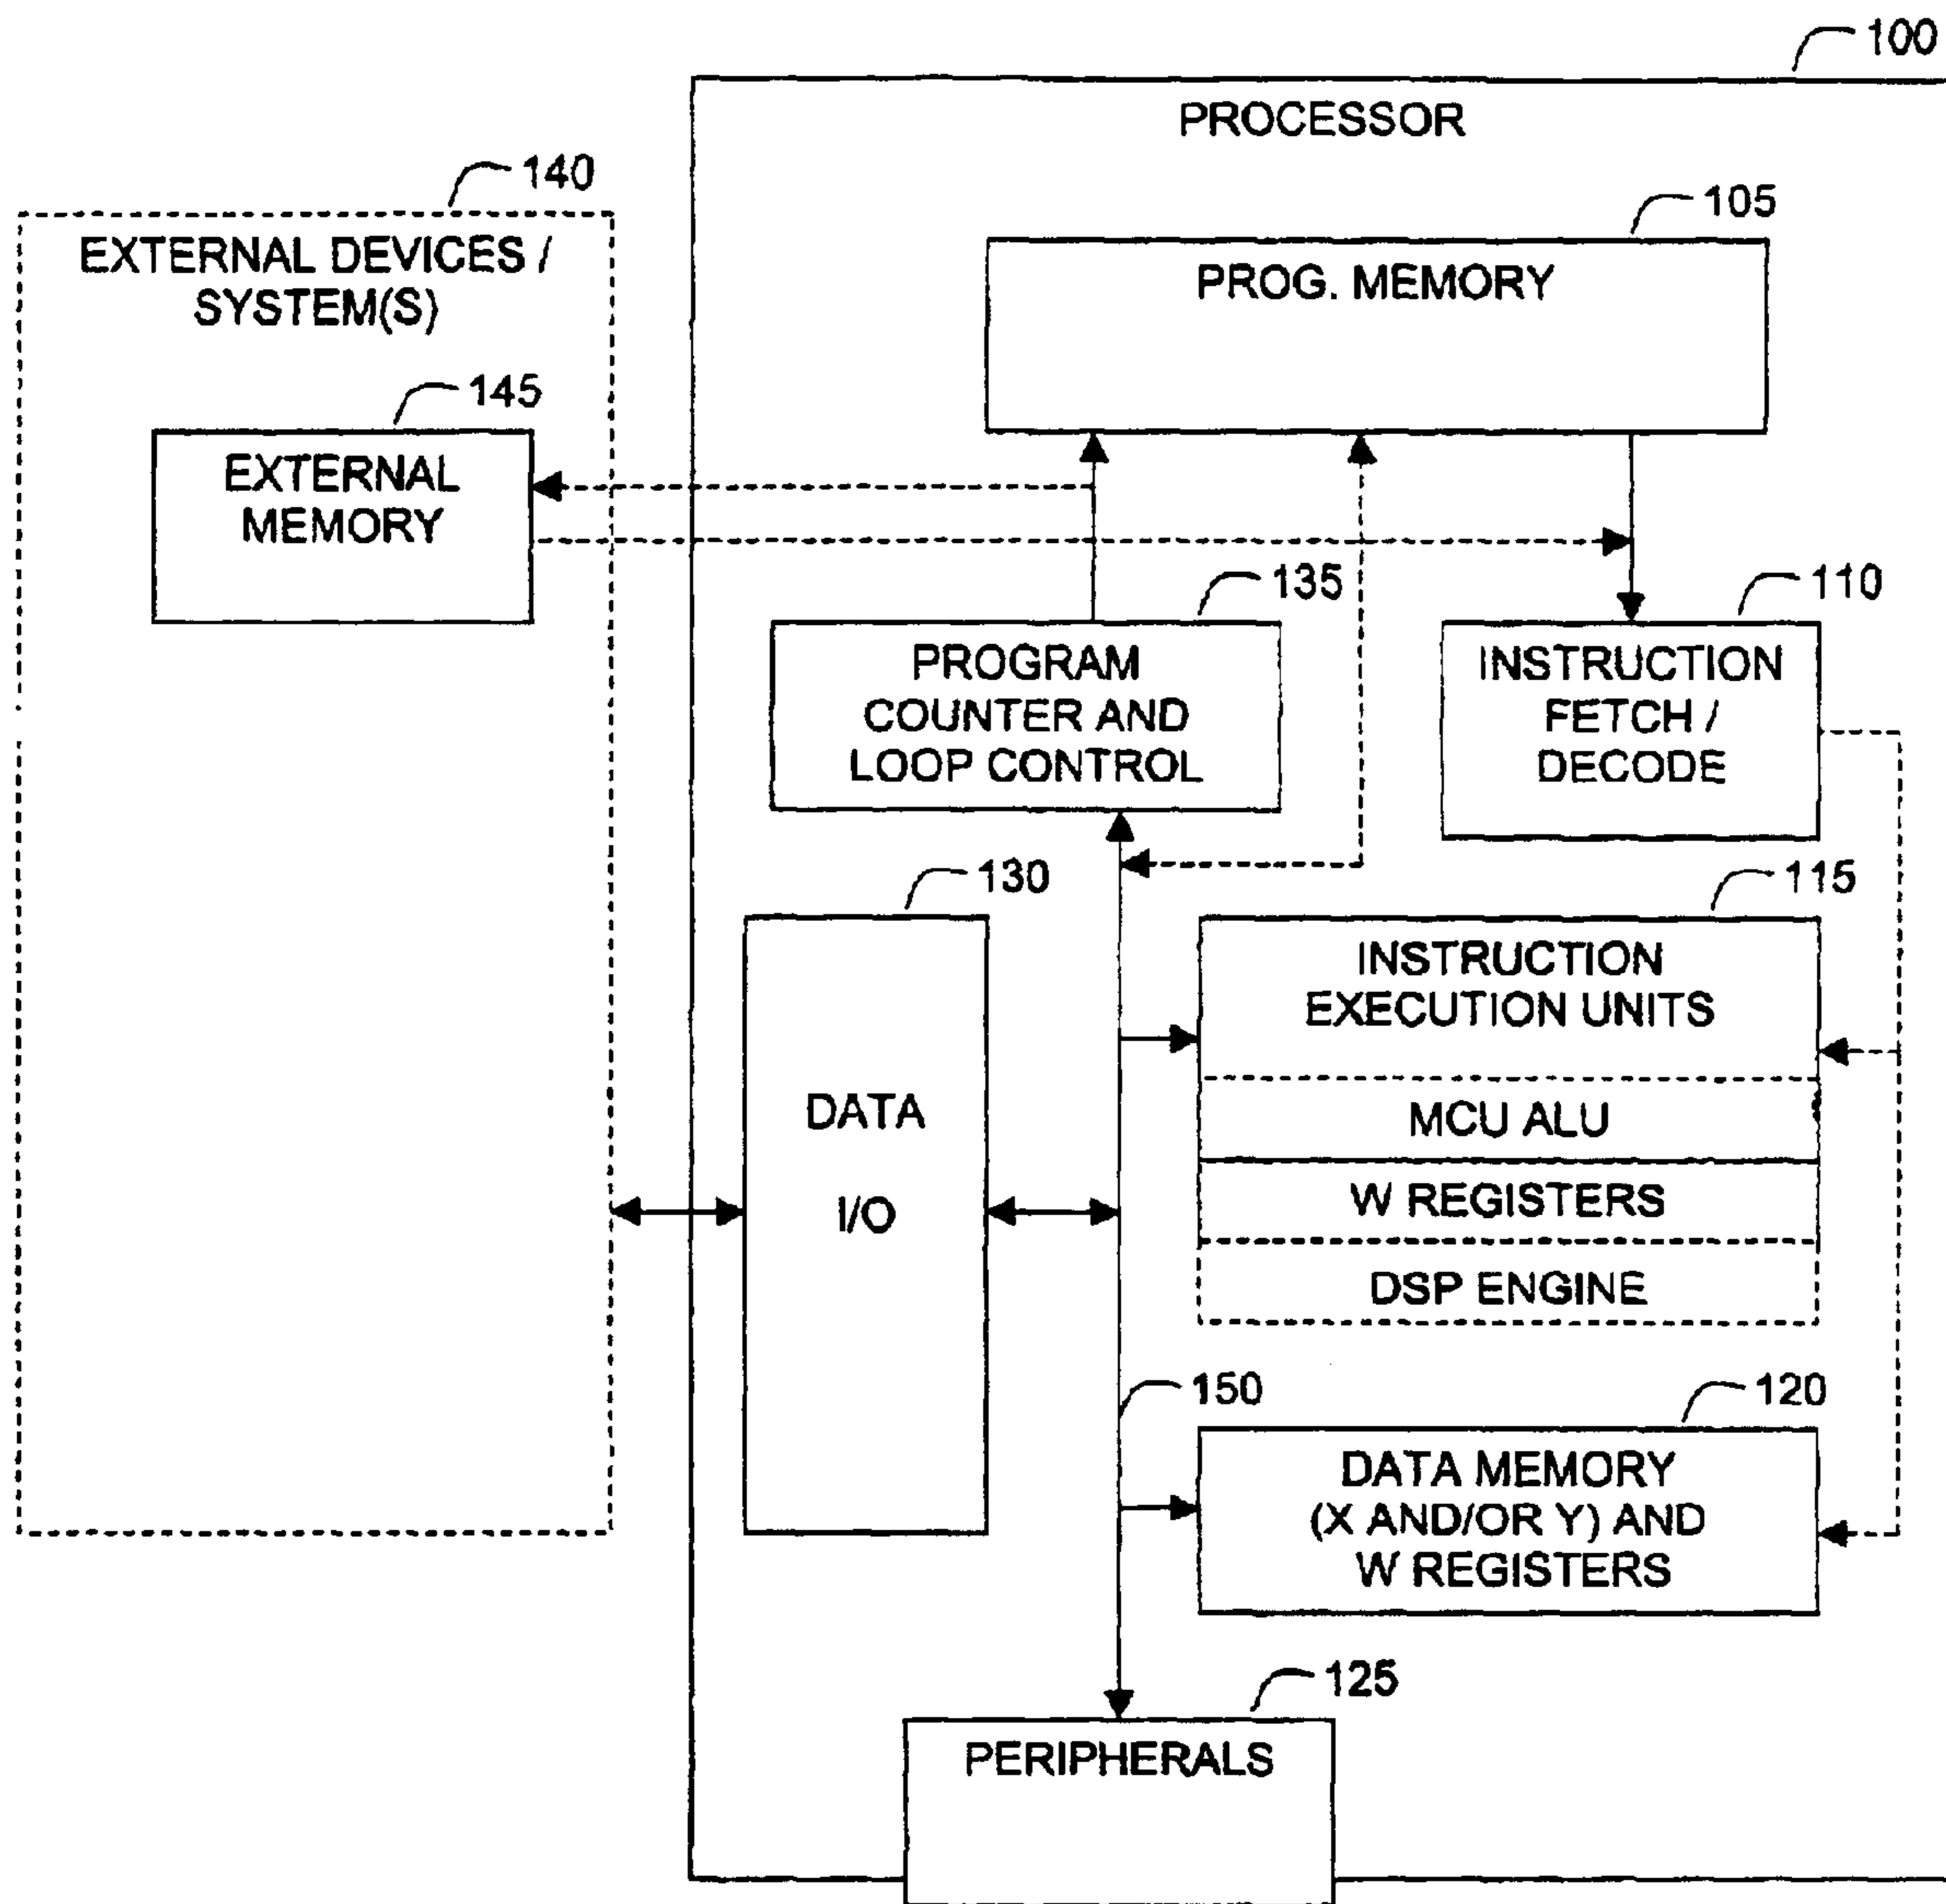 100
PROCESSOR
140
EXTERNAL DEVICES /
SYSTEM(S)
105
PROG. MEMORY
145
EXTERNAL
MEMORY
135
PROGRAM
COUNTER AND
LOOP CONTROL
110
INSTRUCTION
FETCH /
DECODE
130
DATA
I/O
115
INSTRUCTION
EXECUTION UNITS
MCU ALU
W REGISTERS
DSP ENGINE
150
120
DATA MEMORY
(X AND/OR Y) AND
W REGISTERS
125
PERIPHERALS